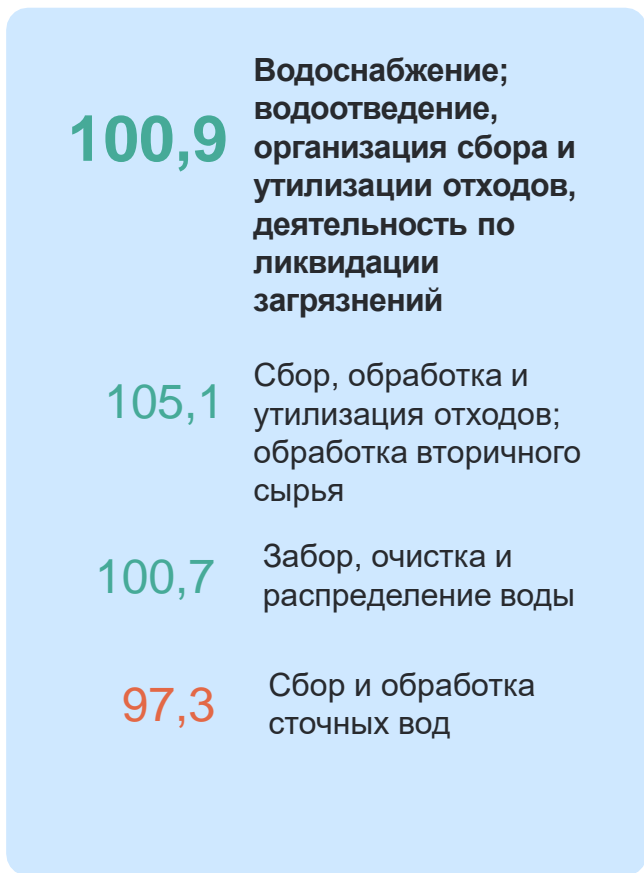 100,9
Водоснабжение;
водоотведение,
организация сбора и
утилизации отходов,
деятельность по
ликвидации
загрязнений
105,1
Сбор, обработка и
утилизация отходов;
обработка вторичного
сырья
100,7
Забор, очистка и
распределение воды
97,3
Сбор и обработка
сточных вод